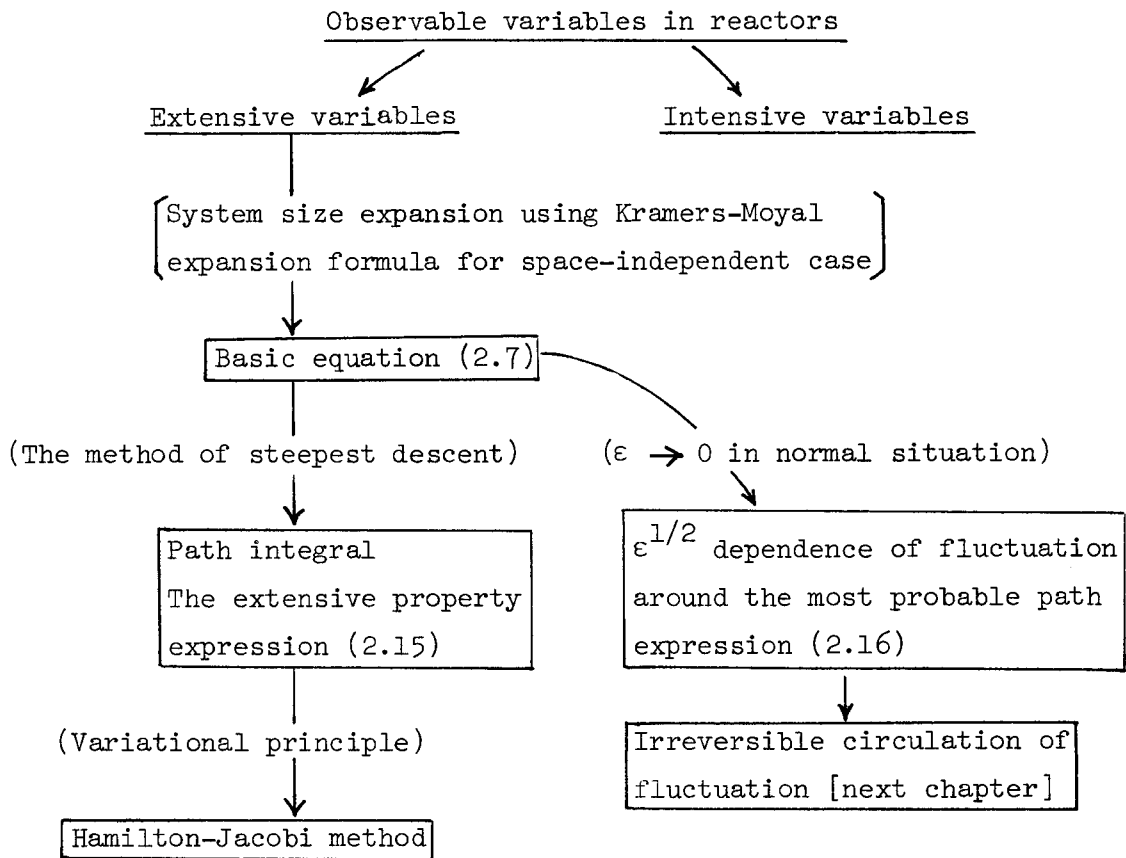 Observable variables in reactors
Extensive variables
Intensive variables
System size expansion using Kramers-Moyal
expansion formula for space-independent case
Basic equation (2.7)
(The method of steepest descent)
(ε → 0 in normal situation)
Path integral
The extensive property
expression (2.15)
ε^1/2 dependence of fluctuation
around the most probable path
expression (2.16)
(Variational principle)
Irreversible circulation of
fluctuation [next chapter]
Hamilton-Jacobi method